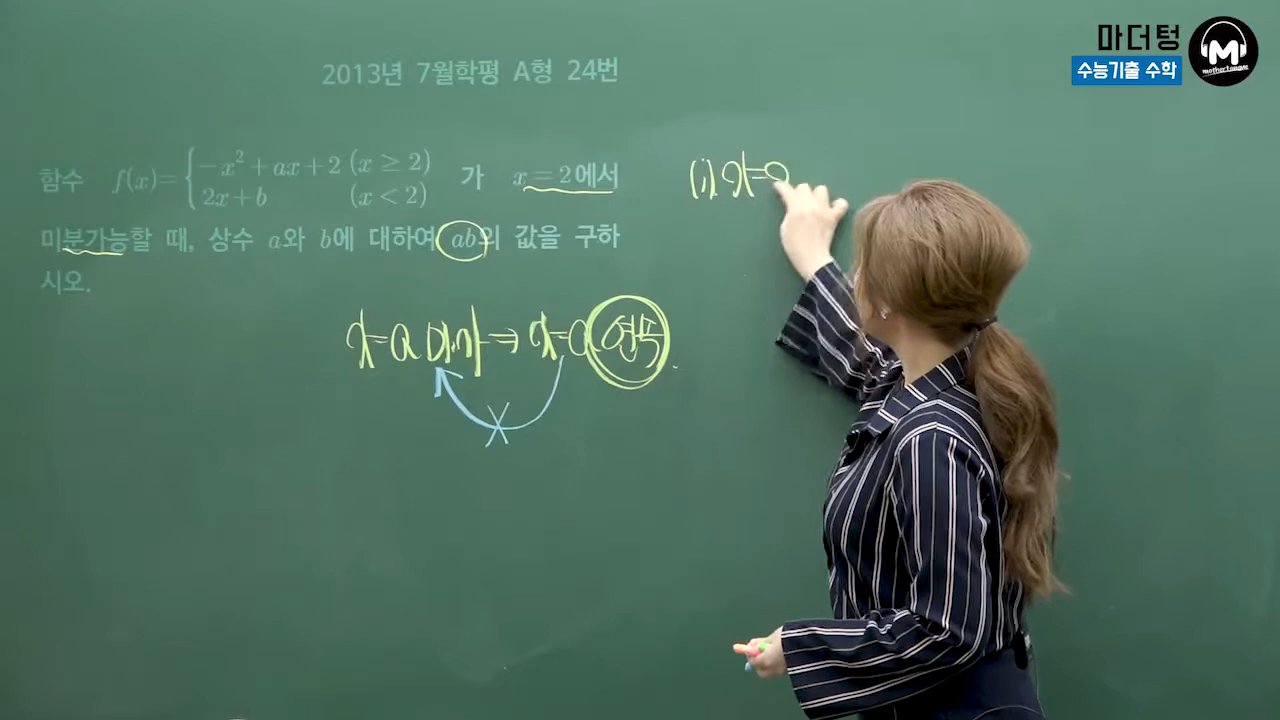 마더텅
수능기출 수학
mothertongue
2013년 7월학평 A형 24번
함수 f(x)= { -x²+ax+2 (x ≥ 2) 가 x=2에서
2x+b (x < 2)
미분가능할 때, 상수 a와 b에 대하여 ab의 값을 구하
시오.
(i) x=2
x=a 미.가 ⇒ x=a 연속